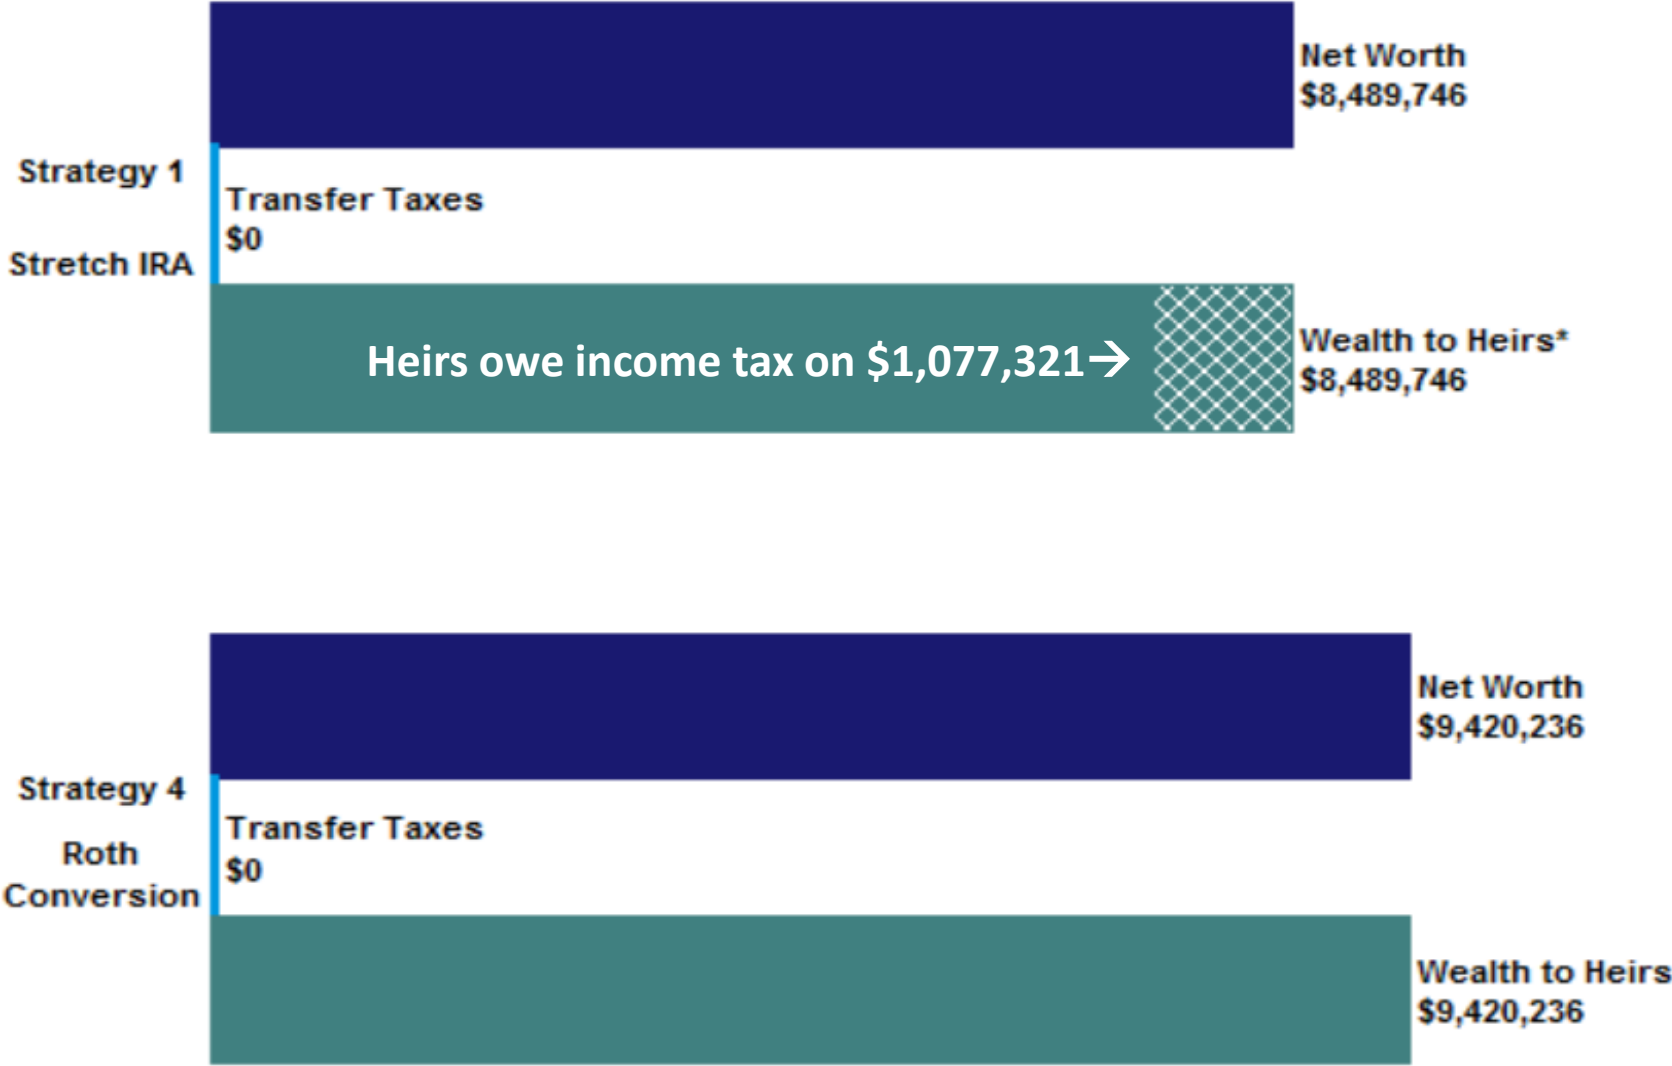 Net Worth
$8,489,746
Strategy 1
Stretch IRA
Transfer Taxes
$0
Heirs owe income tax on $1,077,321→
Wealth to Heirs*
$8,489,746
Net Worth
$9,420,236
Strategy 4
Roth
Conversion
Transfer Taxes
$0
Wealth to Heirs
$9,420,236